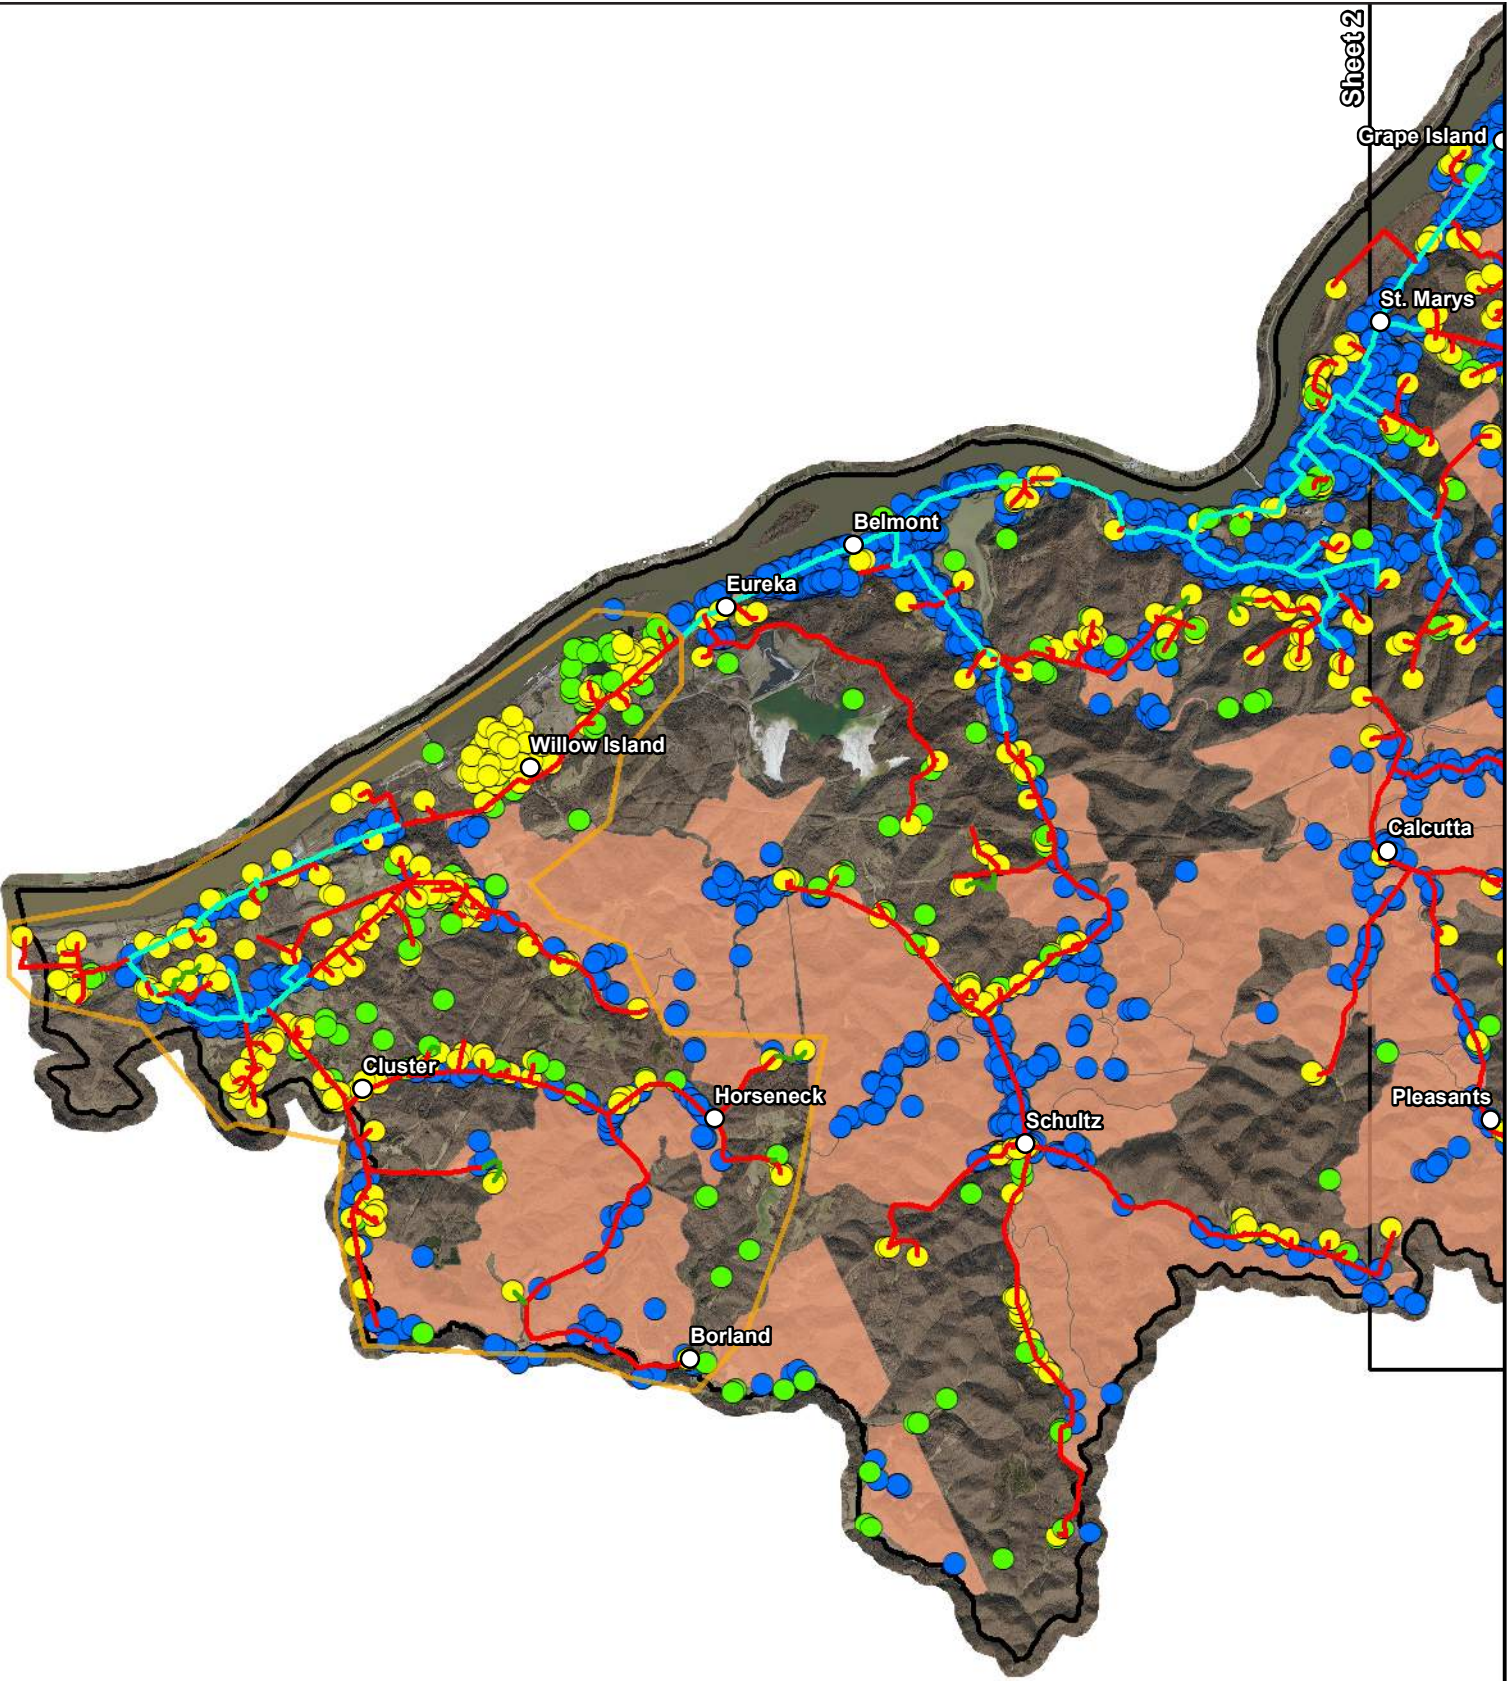 Sheet 2
Grape Island
St. Marys
Belmont
Eureka
Willow Island
Calcutta
Cluster
Horseneck
Pleasants
Schultz
Borland